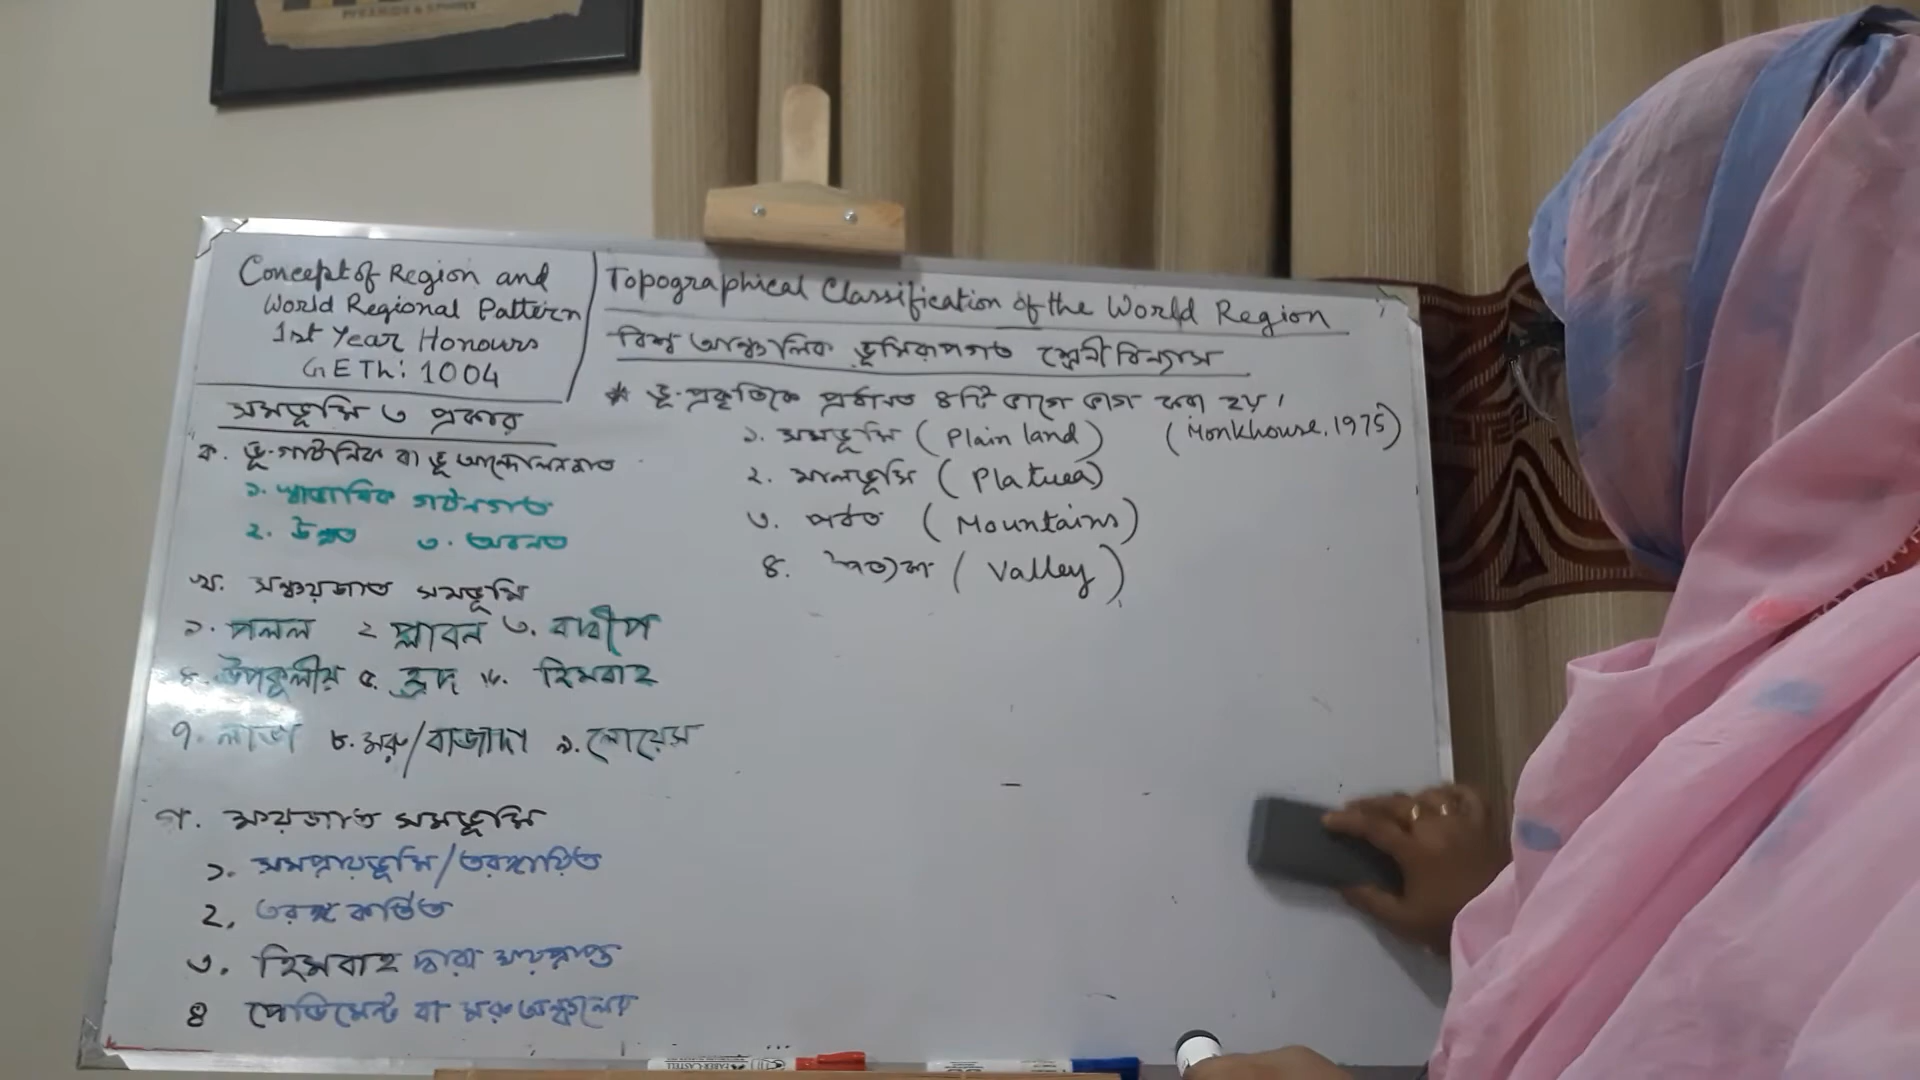 Concept of Region and
World Regional Pattern
1st Year Honours
GETh: 1004
Topographical Classification of the World Region
বিশ্ব আঞ্চলিক ভূমিরূপগত শ্রেনীবিন্যাস
* ভূ-প্রকৃতিকে প্রধানত ৪টি ভাগে ভাগ করা হয়।
(Monkhouse, 1975)
১. সমভূমি (Plain land)
২. মালভূমি (Platuea)
৩. পর্বত (Mountains)
৪. (Valley)
সমভূমি ৩ প্রকার
ক. ভূ-গাঠনিক বা ভূ আন্দোলনজাত
১. স্বাভাবিক গঠনগত
২. উন্নত ৩. অবনত
খ. সঞ্চয়জাত সমভূমি
১. পলল ২ প্লাবন ৩. বদ্বীপ
৪. উপকূলীয় ৫. হ্রদ ৬. হিমবাহ
৭. লাভা ৮. মরু/বাজাদা ৯. লোয়েস
গ. ক্ষয়জাত সমভূমি
১. সমপ্রায়ভূমি/তরঙ্গায়িত
2. তরঙ্গ কর্তিত
৩. হিমবাহ দ্বারা ক্ষয়প্রাপ্ত
৪ পেডিমেন্ট বা মরু অঞ্চলের